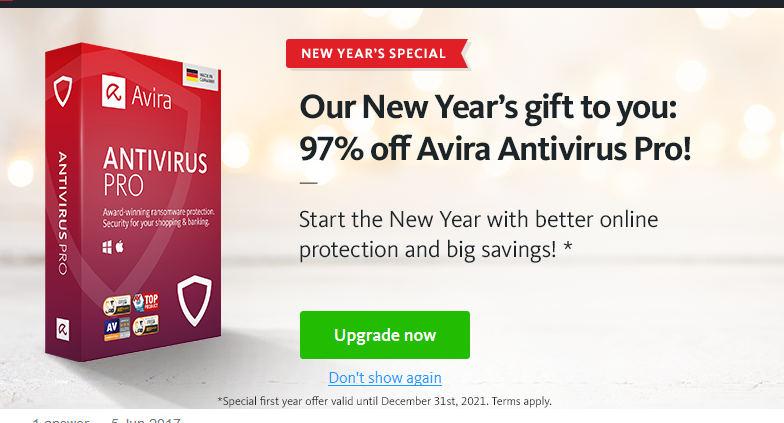 NEW YEAR'S SPECIAL
MADE IN
GERMANY
Avira
Our New Year's gift to you:
97% off Avira Antivirus Pro!
ANTIVIRUS
PRO
ANTIVIRUS PRO
Award-winning ransomware protection.
Security for your shopping & banking.
Start the New Year with better online
protection and big savings! *
TOP
PRODUCT
AV
Upgrade now
Don't show again
*Special first year offer valid until December 31st, 2021. Terms apply.
1 answer
5 Jun 2017